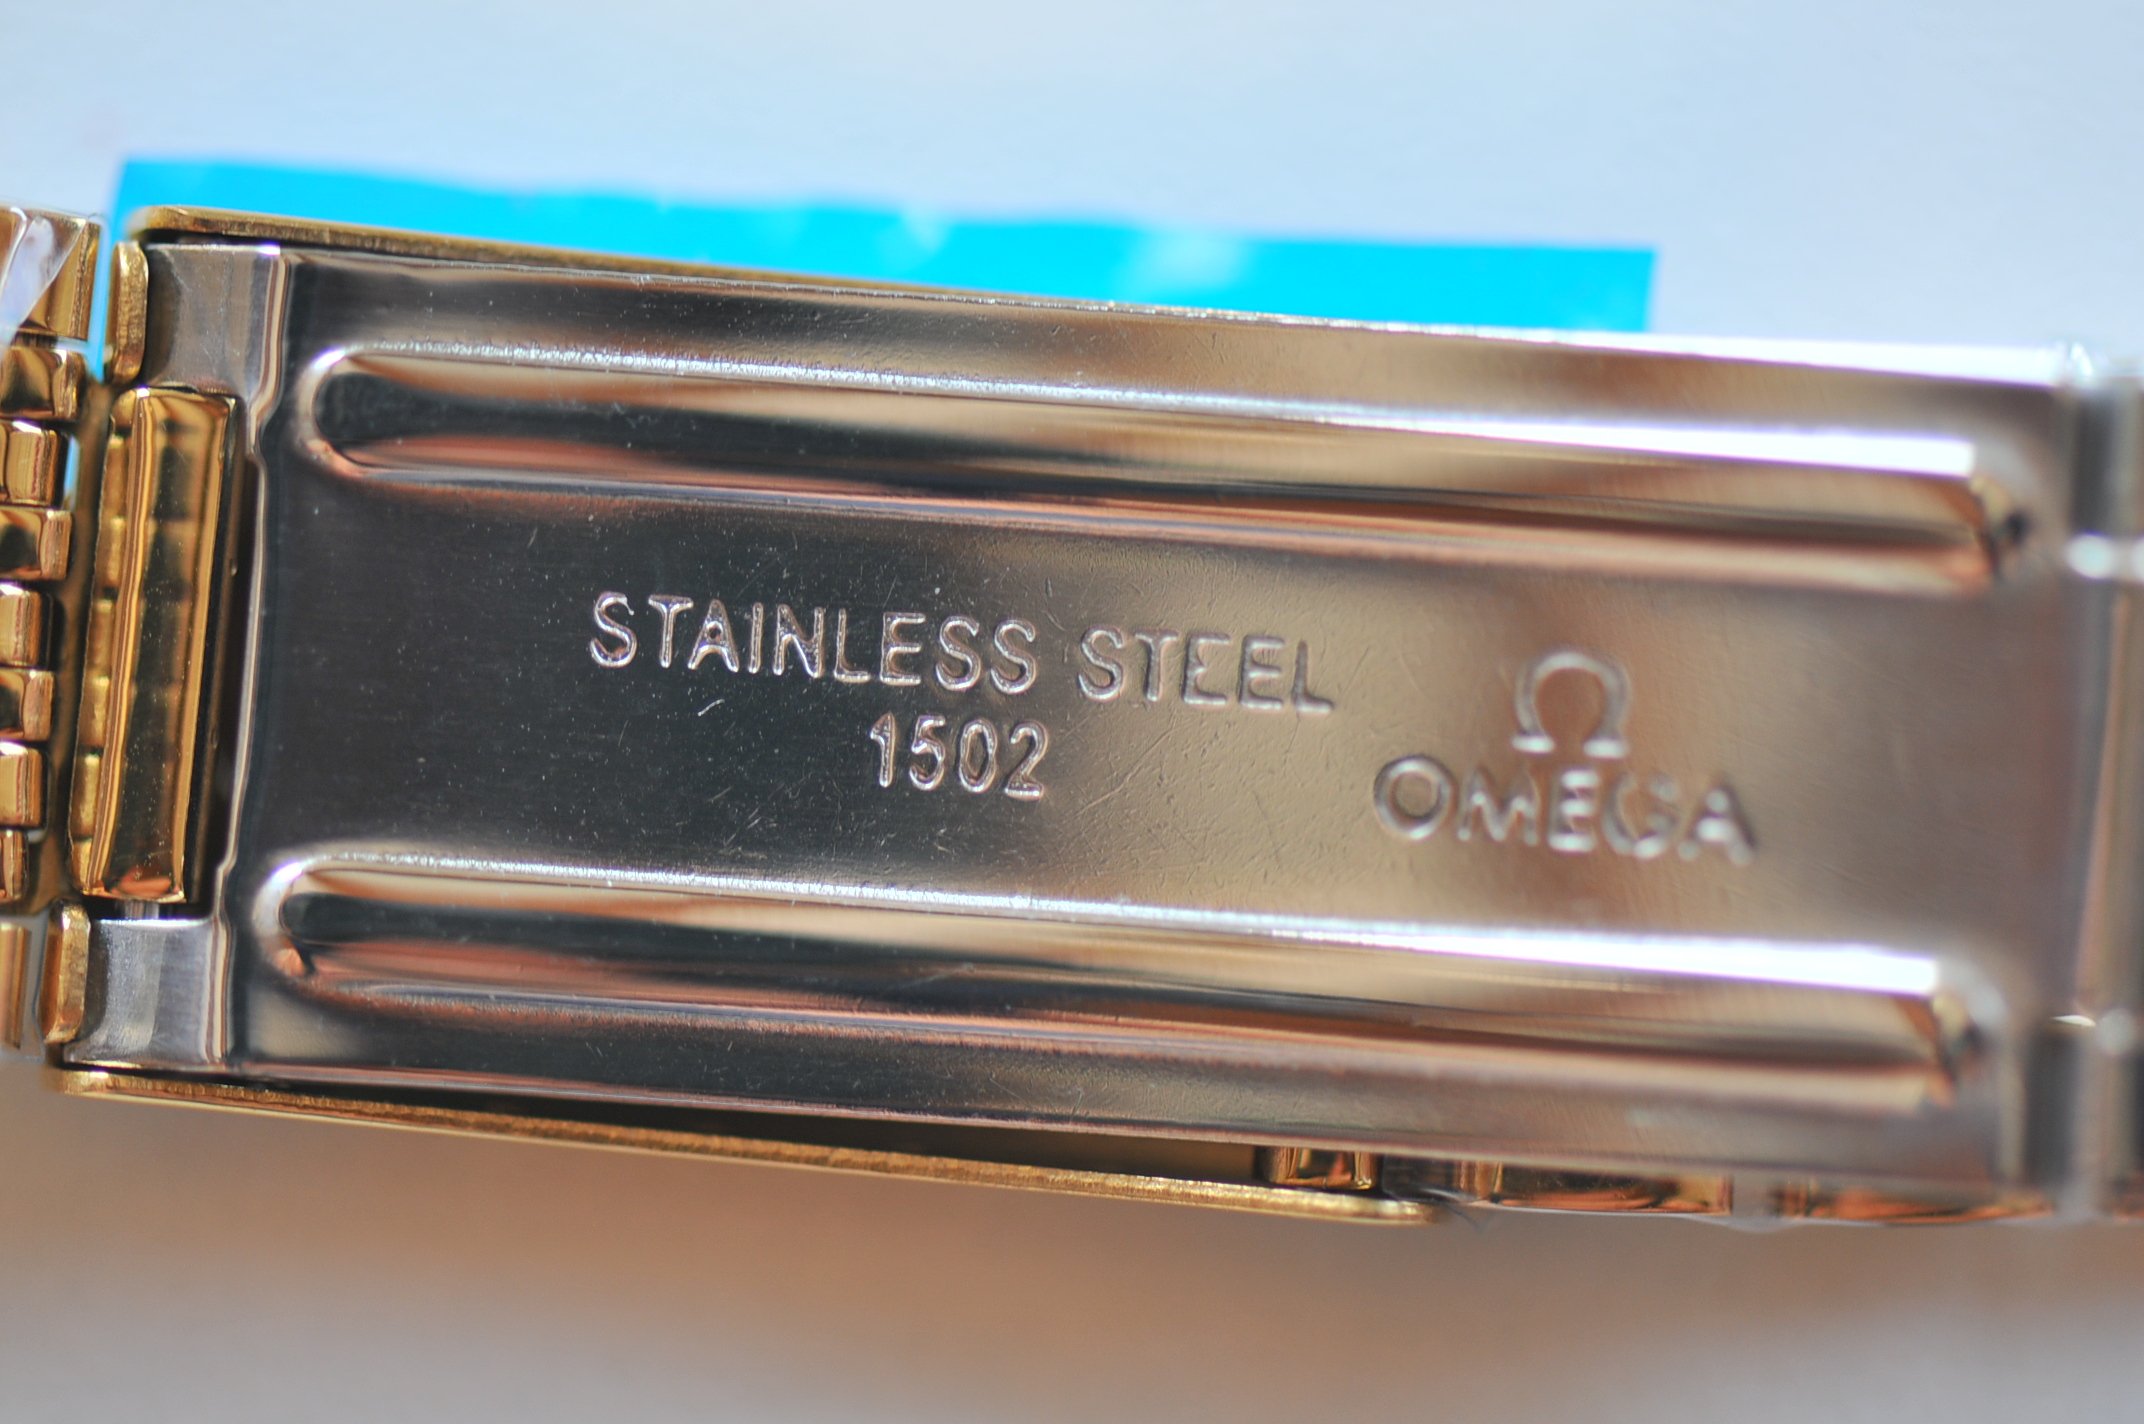 STAINLESS STEEL
1502
Ω
OMEGA